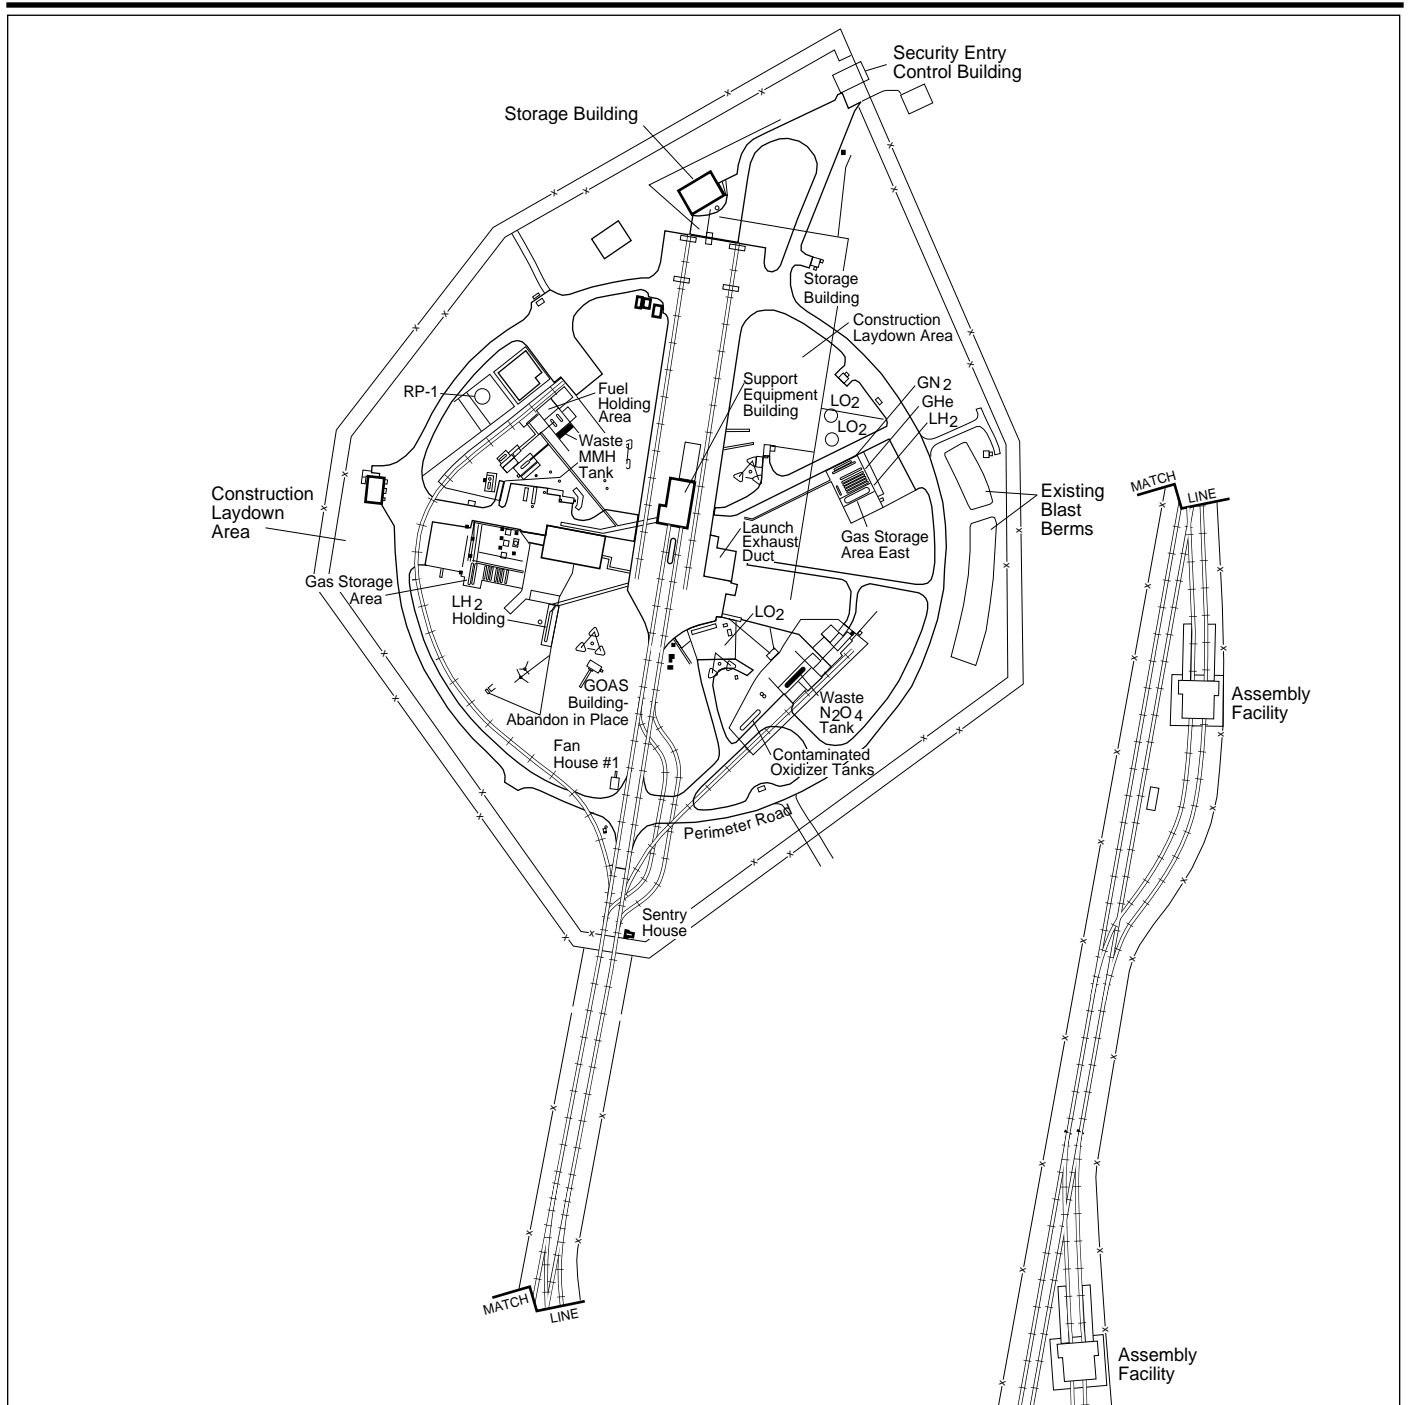 Security Entry
Control Building
Storage Building
Storage
Building
Construction
Laydown Area
Support
Equipment
Building
GN2
GHe
LH2
LO2
LO2
RP-1
Fuel
Holding
Area
Waste
MMH
Tank
Construction
Laydown
Area
Existing
Blast
Berms
MATCH
LINE
Launch
Exhaust
Duct
Gas Storage
Area East
Gas Storage
Area
LH2
Holding
LO2
GOAS
Building-
Abandon in Place
Waste
N2O4
Tank
Assembly
Facility
Fan
House #1
Contaminated
Oxidizer Tanks
Perimeter Road
Sentry
House
MATCH
LINE
Assembly
Facility